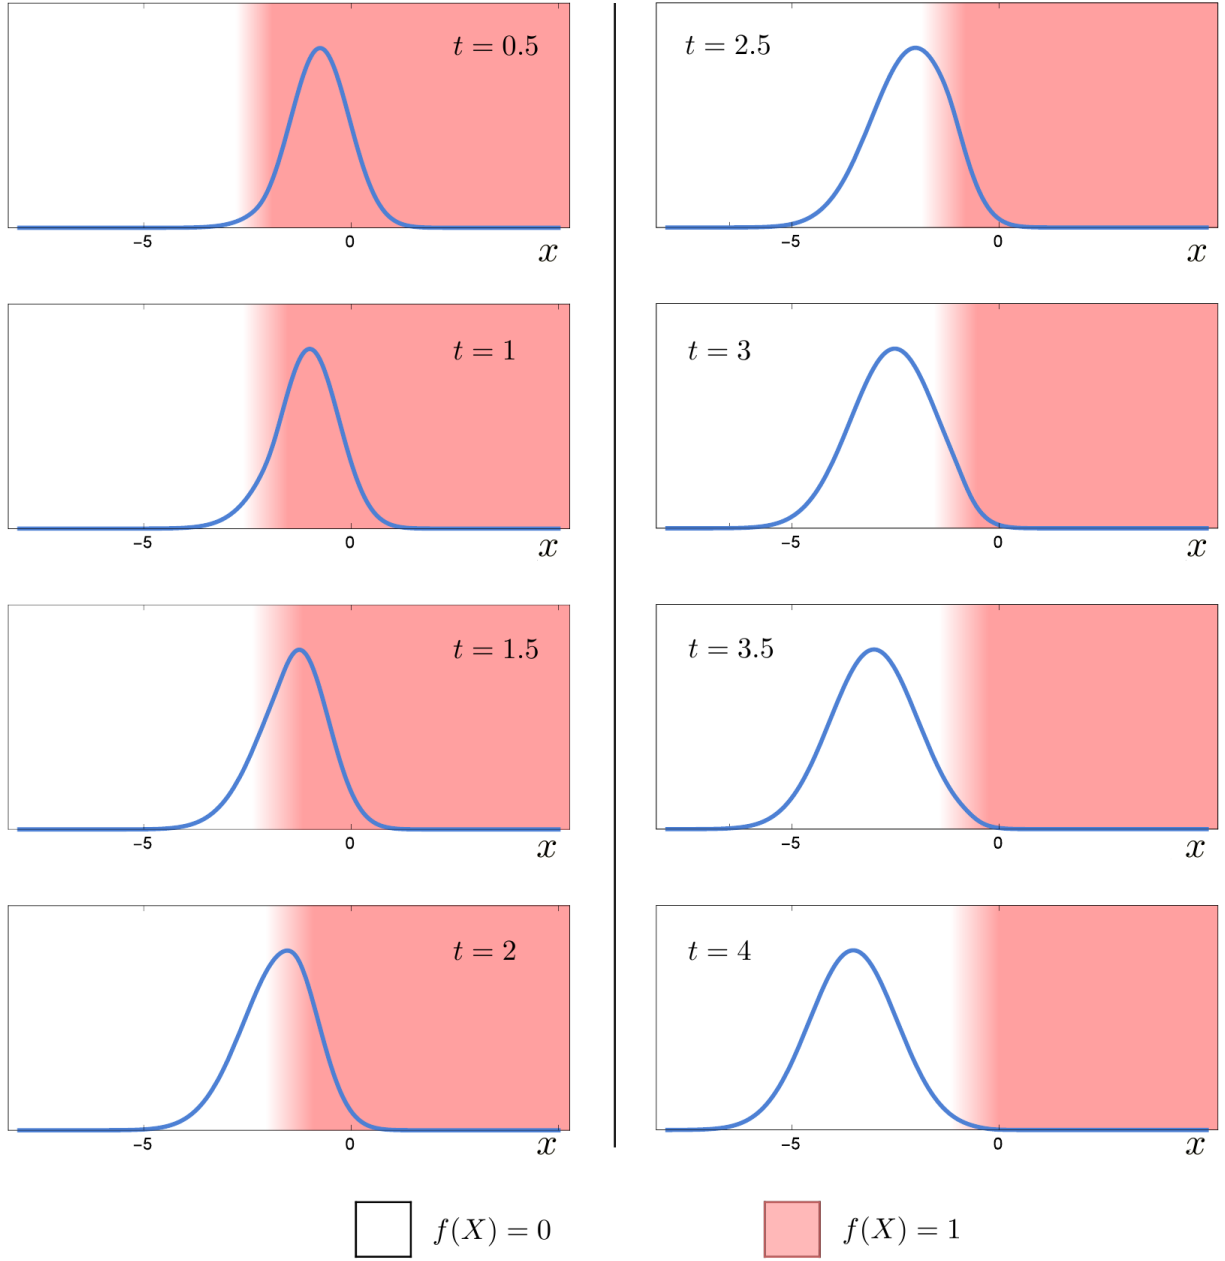 t = 0.5
−5 0
x
t = 1
−5 0
x
t = 1.5
−5 0
x
t = 2
−5 0
x
t = 2.5
−5 0
x
t = 3
−5 0
x
t = 3.5
−5 0
x
t = 4
−5 0
x
f(X) = 0 f(X) = 1